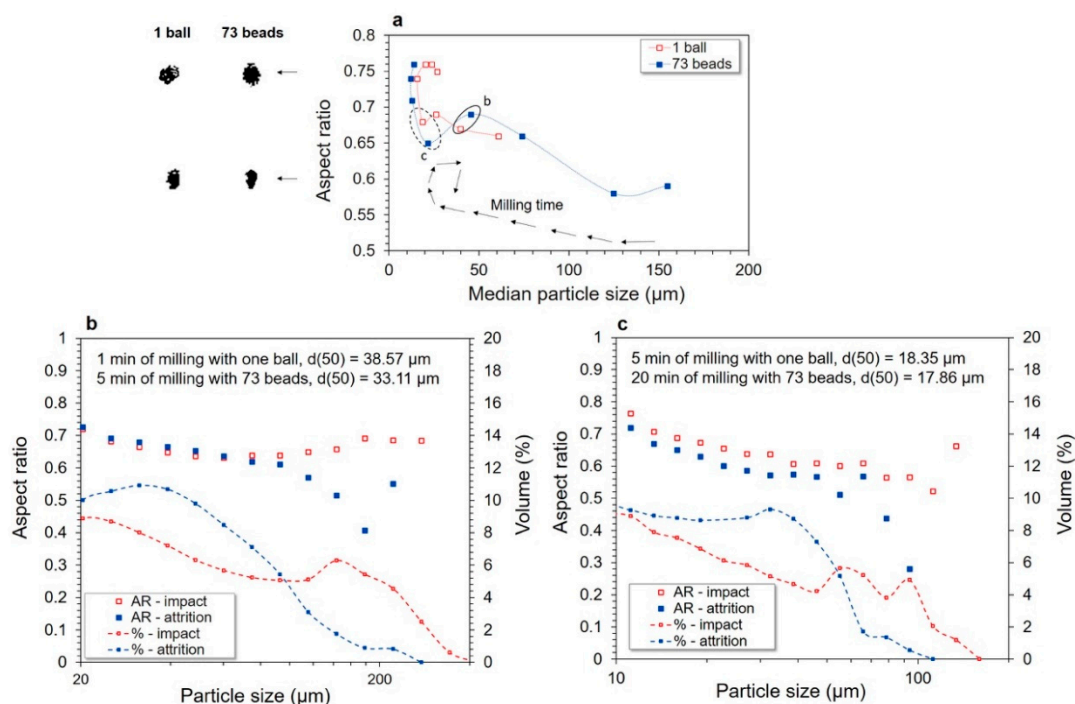 a
1 ball 73 beads
Aspect ratio
0.8
0.75
0.7
0.65
0.6
0.55
0.5
1 ball
73 beads
b
c
Milling time
0 50 100 150 200
Median particle size (µm)
b
1 min of milling with one ball, d(50) = 38.57 µm
5 min of milling with 73 beads, d(50) = 33.11 µm
Aspect ratio
1
0.9
0.8
0.7
0.6
0.5
0.4
0.3
0.2
0.1
0
AR - impact
AR - attrition
% - impact
% - attrition
20
18
16
14
12
10
8
6
4
2
0
Volume (%)
20 200
Particle size (µm)
c
5 min of milling with one ball, d(50) = 18.35 µm
20 min of milling with 73 beads, d(50) = 17.86 µm
Aspect ratio
1
0.9
0.8
0.7
0.6
0.5
0.4
0.3
0.2
0.1
0
AR - impact
AR - attrition
% - impact
% - attrition
20
18
16
14
12
10
8
6
4
2
0
Volume (%)
10 100
Particle size (µm)